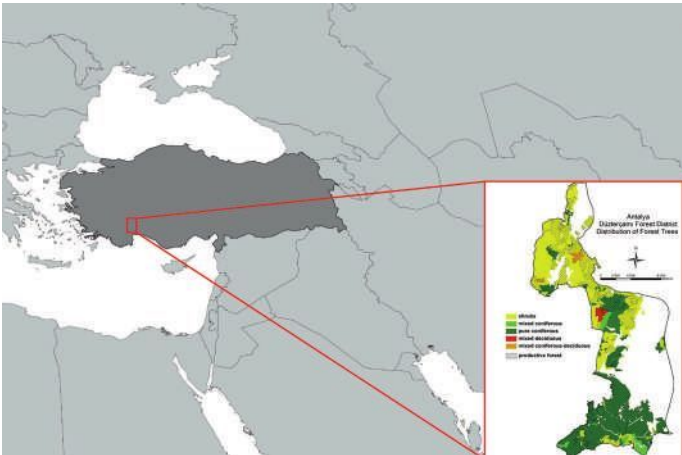 Antalya
Düzlerçamı Forest District
Distribution of Forest Trees
N
shrubs
mixed coniferous
pure coniferous
mixed deciduous
mixed coniferous-deciduous
productive forest